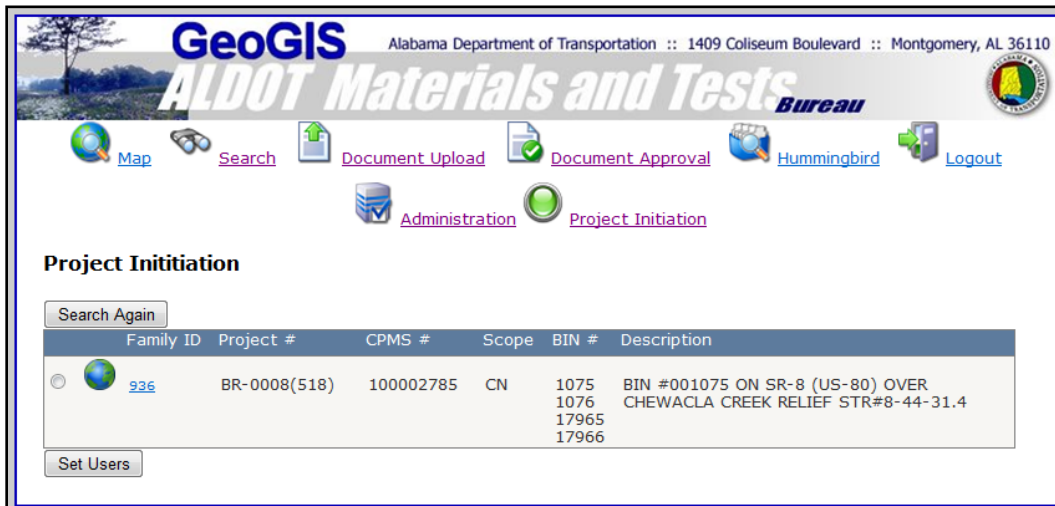 GeoGIS Alabama Department of Transportation :: 1409 Coliseum Boulevard :: Montgomery, AL 36110
ALDOT Materials and Tests Bureau
Map Search Document Upload Document Approval Hummingbird Logout
Administration Project Initiation
Project Inititiation
Search Again
Family ID Project # CPMS # Scope BIN # Description
936 BR-0008(518) 100002785 CN 1075 BIN #001075 ON SR-8 (US-80) OVER
1076 CHEWACLA CREEK RELIEF STR#8-44-31.4
17965
17966
Set Users